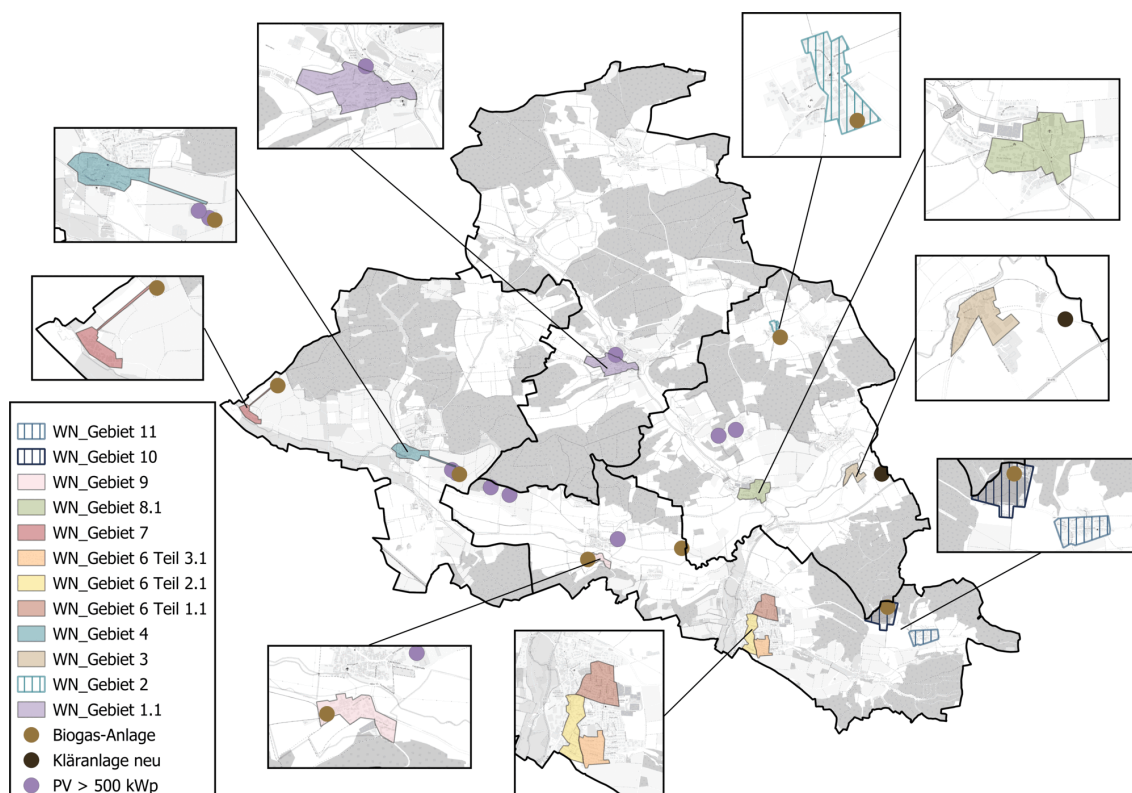 WN_Gebiet 11
WN_Gebiet 10
WN_Gebiet 9
WN_Gebiet 8.1
WN_Gebiet 7
WN_Gebiet 6 Teil 3.1
WN_Gebiet 6 Teil 2.1
WN_Gebiet 6 Teil 1.1
WN_Gebiet 4
WN_Gebiet 3
WN_Gebiet 2
WN_Gebiet 1.1
Biogas-Anlage
Kläranlage neu
PV > 500 kWp